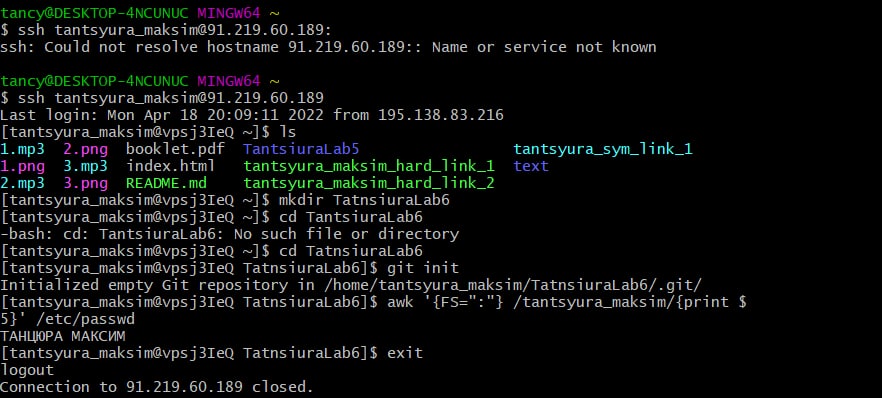 tancy@DESKTOP-4NCUNUC MINGW64 ~
$ ssh tantsyura_maksim@91.219.60.189:
ssh: Could not resolve hostname 91.219.60.189:: Name or service not known
tancy@DESKTOP-4NCUNUC MINGW64 ~
$ ssh tantsyura_maksim@91.219.60.189
Last login: Mon Apr 18 20:09:11 2022 from 195.138.83.216
[tantsyura_maksim@vpsj3IeQ ~]$ ls
1.mp3 2.png booklet.pdf TantsiuraLab5 tantsyura_sym_link_1
1.png 3.mp3 index.html tantsyura_maksim_hard_link_1 text
2.mp3 3.png README.md tantsyura_maksim_hard_link_2
[tantsyura_maksim@vpsj3IeQ ~]$ mkdir TatnsiuraLab6
[tantsyura_maksim@vpsj3IeQ ~]$ cd TantsiuraLab6
-bash: cd: TantsiuraLab6: No such file or directory
[tantsyura_maksim@vpsj3IeQ ~]$ cd TatnsiuraLab6
[tantsyura_maksim@vpsj3IeQ TatnsiuraLab6]$ git init
Initialized empty Git repository in /home/tantsyura_maksim/TatnsiuraLab6/.git/
[tantsyura_maksim@vpsj3IeQ TatnsiuraLab6]$ awk '{FS=":"} /tantsyura_maksim/{print $
5}' /etc/passwd
ТАНЦЮРА МАКСИМ
[tantsyura_maksim@vpsj3IeQ TatnsiuraLab6]$ exit
logout
Connection to 91.219.60.189 closed.